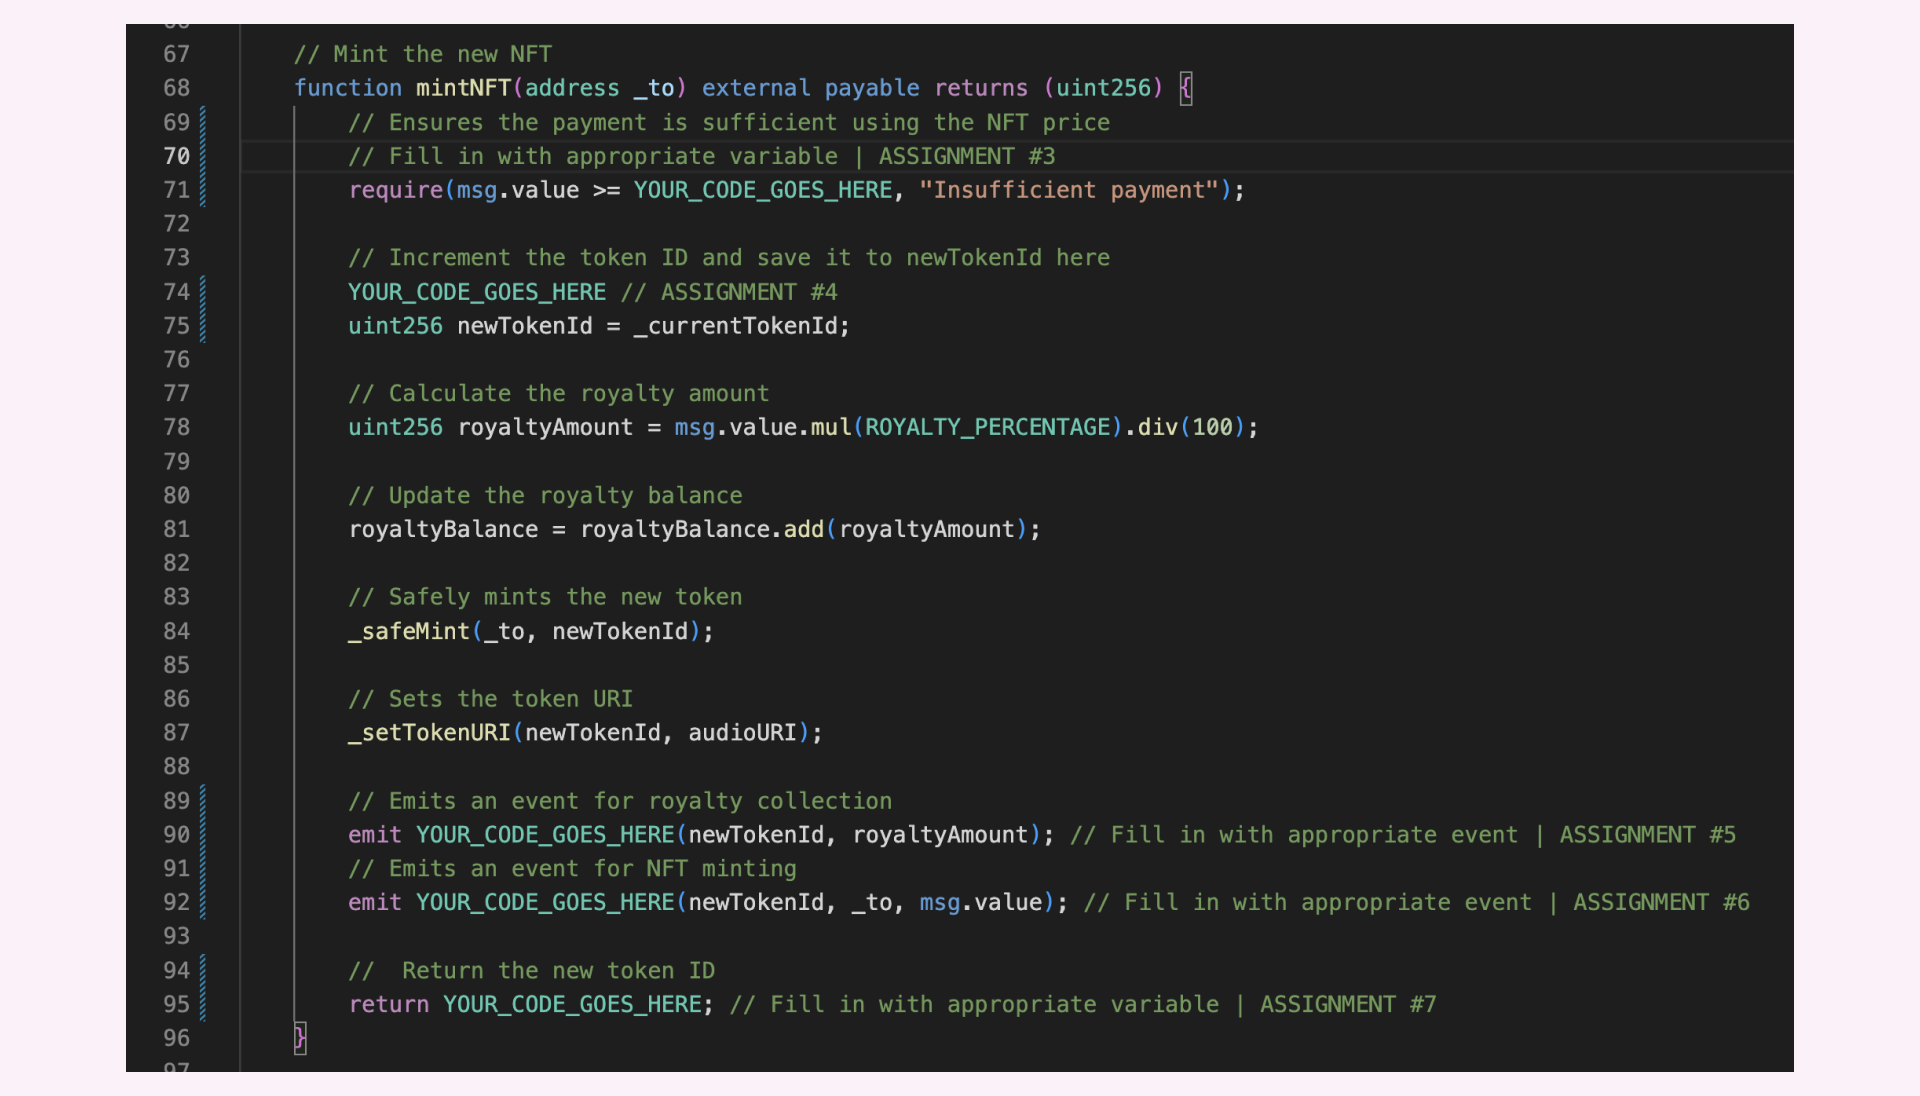 67 // Mint the new NFT
68 function mintNFT(address _to) external payable returns (uint256) {
69 // Ensures the payment is sufficient using the NFT price
70 // Fill in with appropriate variable | ASSIGNMENT #3
71 require(msg.value >= YOUR_CODE_GOES_HERE, "Insufficient payment");
72
73 // Increment the token ID and save it to newTokenId here
74 YOUR_CODE_GOES_HERE // ASSIGNMENT #4
75 uint256 newTokenId = _currentTokenId;
76
77 // Calculate the royalty amount
78 uint256 royaltyAmount = msg.value.mul(ROYALTY_PERCENTAGE).div(100);
79
80 // Update the royalty balance
81 royaltyBalance = royaltyBalance.add(royaltyAmount);
82
83 // Safely mints the new token
84 _safeMint(_to, newTokenId);
85
86 // Sets the token URI
87 _setTokenURI(newTokenId, audioURI);
88
89 // Emits an event for royalty collection
90 emit YOUR_CODE_GOES_HERE(newTokenId, royaltyAmount); // Fill in with appropriate event | ASSIGNMENT #5
91 // Emits an event for NFT minting
92 emit YOUR_CODE_GOES_HERE(newTokenId, _to, msg.value); // Fill in with appropriate event | ASSIGNMENT #6
93
94 //  Return the new token ID
95 return YOUR_CODE_GOES_HERE; // Fill in with appropriate variable | ASSIGNMENT #7
96 }
97